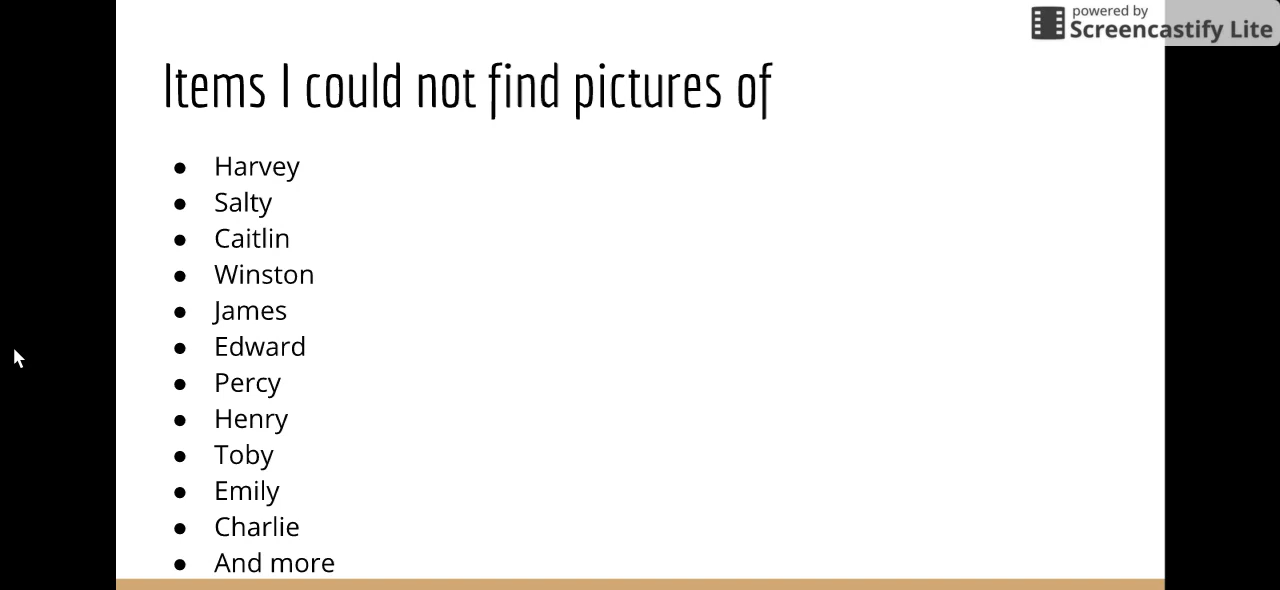 powered by
Screencastify Lite
Items I could not find pictures of
● Harvey
● Salty
● Caitlin
● Winston
● James
● Edward
● Percy
● Henry
● Toby
● Emily
● Charlie
● And more